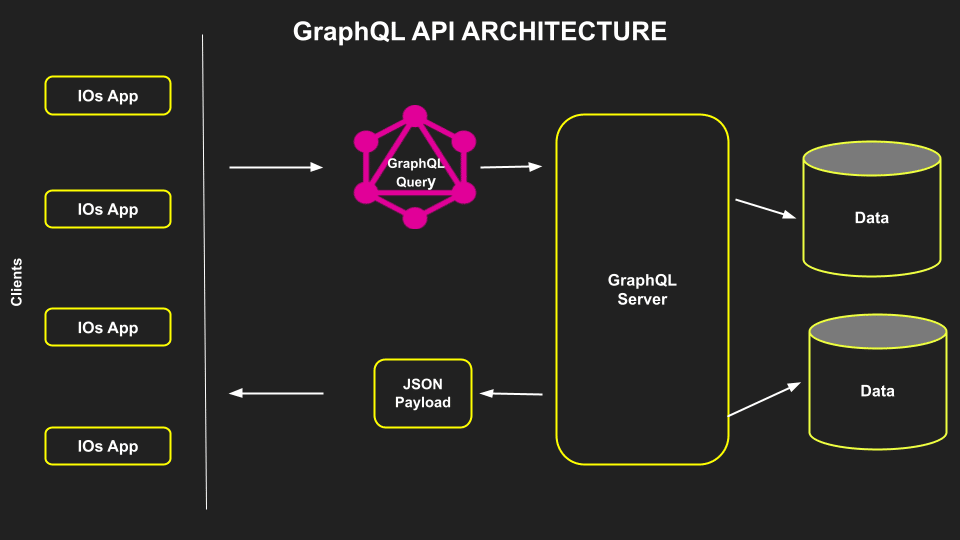 GraphQL API ARCHITECTURE
Clients
IOs App
IOs App
IOs App
IOs App
GraphQL
Query
JSON
Payload
GraphQL
Server
Data
Data